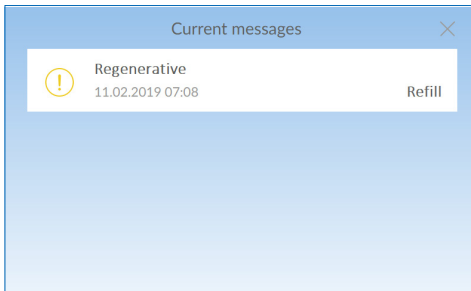 Current messages
Regenerative
11.02.2019 07:08
Refill